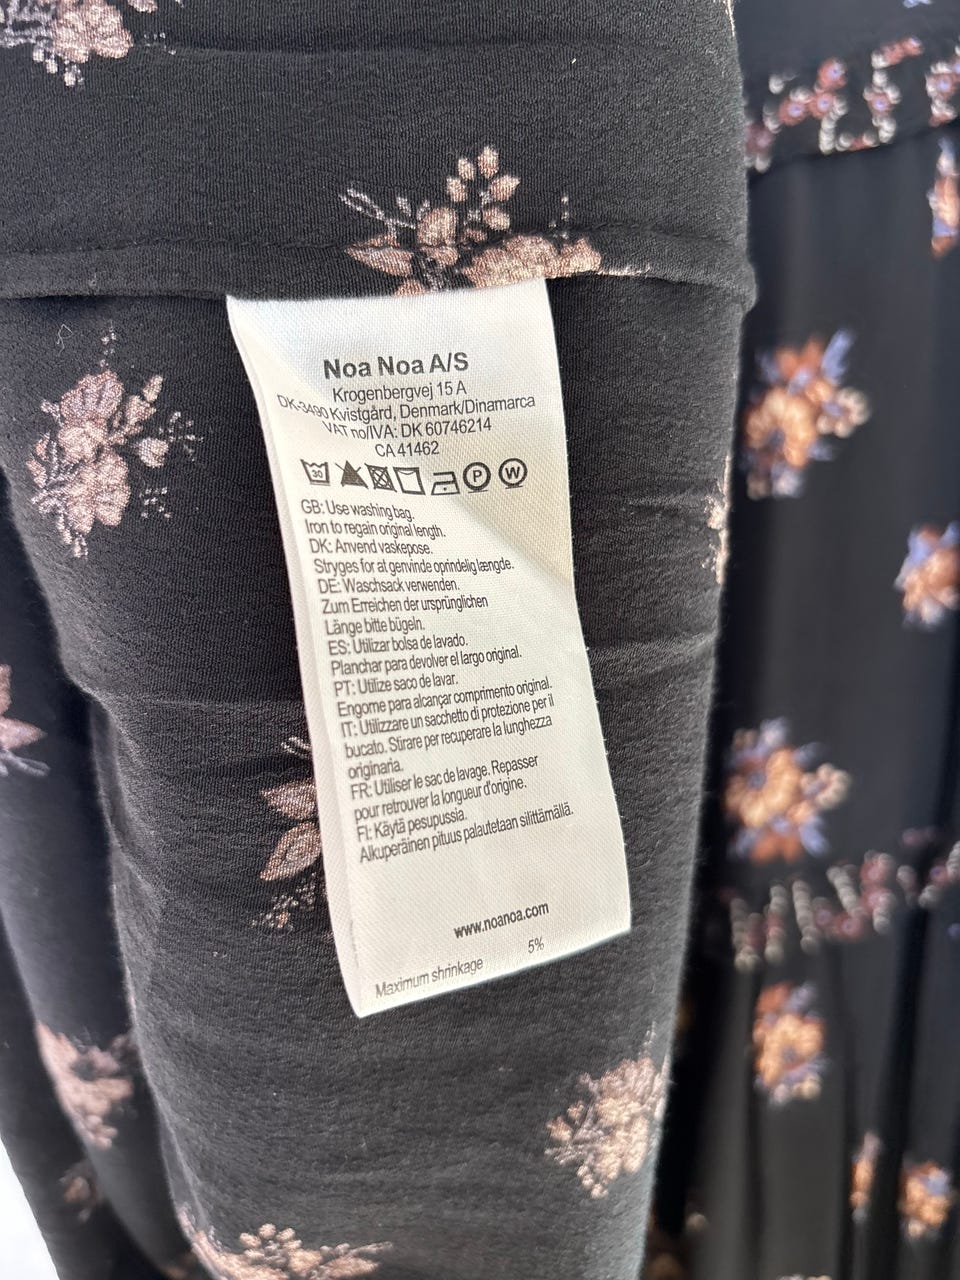 Noa Noa A/S
Krogenbergvej 15 A
DK-3490 Kvistgård, Denmark/Dinamarca
VAT no/IVA: DK 60746214
CA 41462
30 P W
GB: Use washing bag.
Iron to regain original length.
DK: Anvend vaskepose.
Stryges for at genvinde oprindelig længde.
DE: Waschsack verwenden.
Zum Erreichen der ursprünglichen
Länge bitte bügeln.
ES: Utilizar bolsa de lavado.
Planchar para devolver el largo original.
PT: Utilize saco de lavar.
Engome para alcançar comprimento original.
IT: Utilizzare un sacchetto di protezione per il
bucato. Stirare per recuperare la lunghezza
originaria.
FR: Utiliser le sac de lavage. Repasser
pour retrouver la longueur d'origine.
FI: Käytä pesupussia.
Alkuperäinen pituus palautetaan silittämällä.
www.noanoa.com
Maximum shrinkage 5%